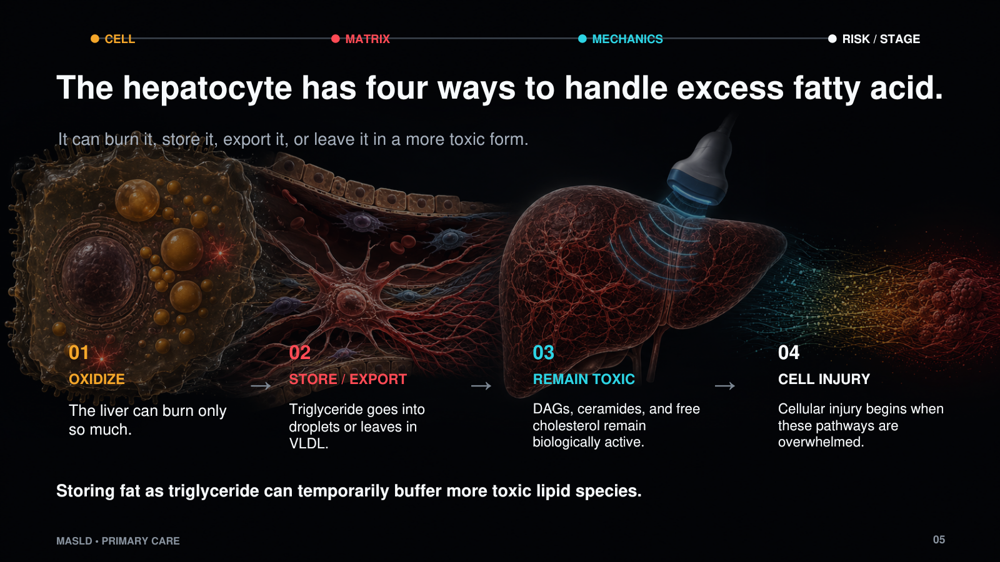 CELL
MATRIX
MECHANICS
RISK / STAGE
The hepatocyte has four ways to handle excess fatty acid.
It can burn it, store it, export it, or leave it in a more toxic form.
01
OXIDIZE
The liver can burn only
so much.
→
02
STORE / EXPORT
Triglyceride goes into
droplets or leaves in
VLDL.
→
03
REMAIN TOXIC
DAGs, ceramides, and free
cholesterol remain
biologically active.
→
04
CELL INJURY
Cellular injury begins when
these pathways are
overwhelmed.
Storing fat as triglyceride can temporarily buffer more toxic lipid species.
MASLD • PRIMARY CARE
05